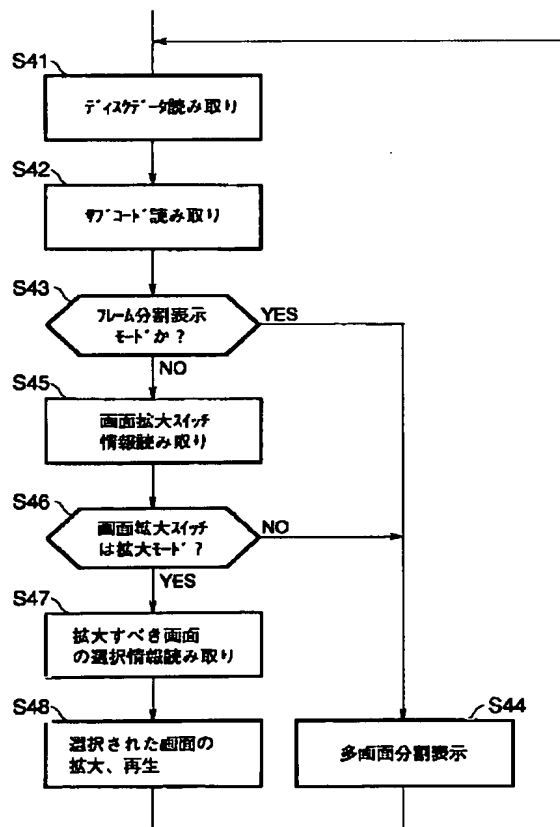 S41
ﾃﾞｨｽｸﾃﾞｰﾀ読み取り
S42
ｻﾌﾞｺｰﾄﾞ読み取り
S43
ﾌﾚｰﾑ分割表示
ﾓｰﾄﾞか？
YES
NO
S45
画面拡大ｽｲｯﾁ
情報読み取り
S46
画面拡大ｽｲｯﾁ
は拡大ﾓｰﾄﾞ？
NO
YES
S47
拡大すべき画面
の選択情報読み取り
S48
選択された画面の
拡大、再生
S44
多画面分割表示